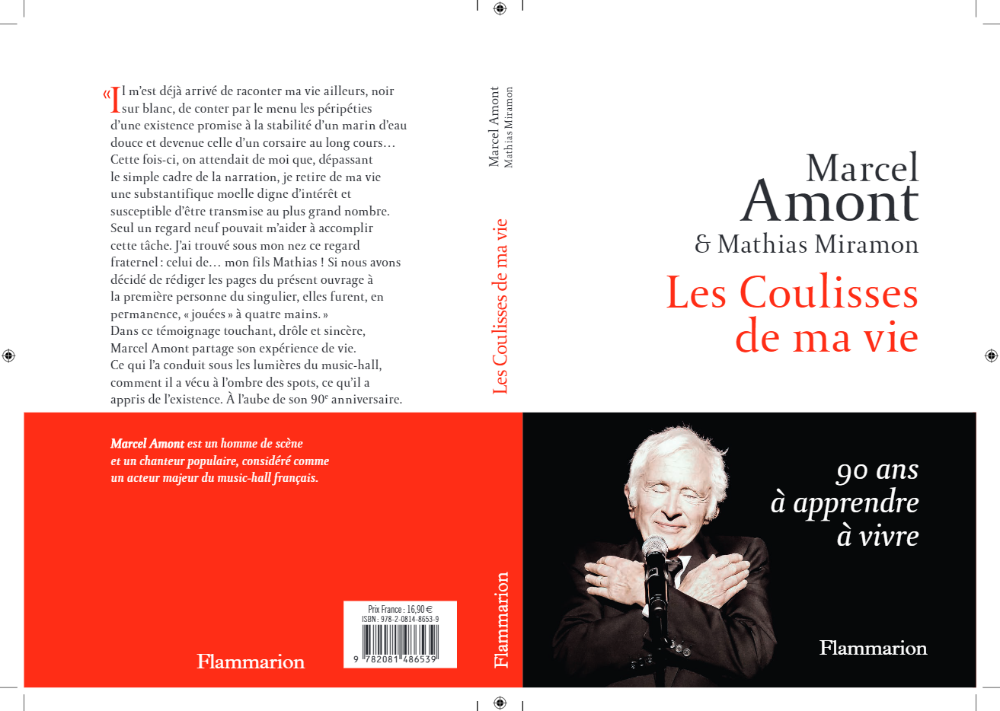 «Il m'est déjà arrivé de raconter ma vie ailleurs, noir
sur blanc, de conter par le menu les péripéties
d'une existence promise à la stabilité d'un marin d'eau
douce et devenue celle d'un corsaire au long cours…
Cette fois-ci, on attendait de moi que, dépassant
le simple cadre de la narration, je retire de ma vie
une substantifique moelle digne d'intérêt et
susceptible d'être transmise au plus grand nombre.
Seul un regard neuf pouvait m'aider à accomplir
cette tâche. J'ai trouvé sous mon nez ce regard
fraternel : celui de… mon fils Mathias ! Si nous avons
décidé de rédiger les pages du présent ouvrage à
la première personne du singulier, elles furent, en
permanence, « jouées » à quatre mains. »
Dans ce témoignage touchant, drôle et sincère,
Marcel Amont partage son expérience de vie.
Ce qui l'a conduit sous les lumières du music-hall,
comment il a vécu à l'ombre des spots, ce qu'il a
appris de l'existence. À l'aube de son 90e anniversaire.
Marcel Amont est un homme de scène
et un chanteur populaire, considéré comme
un acteur majeur du music-hall français.
Prix France : 16,90 €
ISBN : 978-2-0814-8653-9
9 782081 486539
Flammarion
Marcel Amont
Mathias Miramon
Les Coulisses de ma vie
Flammarion
Marcel
Amont
& Mathias Miramon
Les Coulisses
de ma vie
90 ans
à apprendre
à vivre
Flammarion